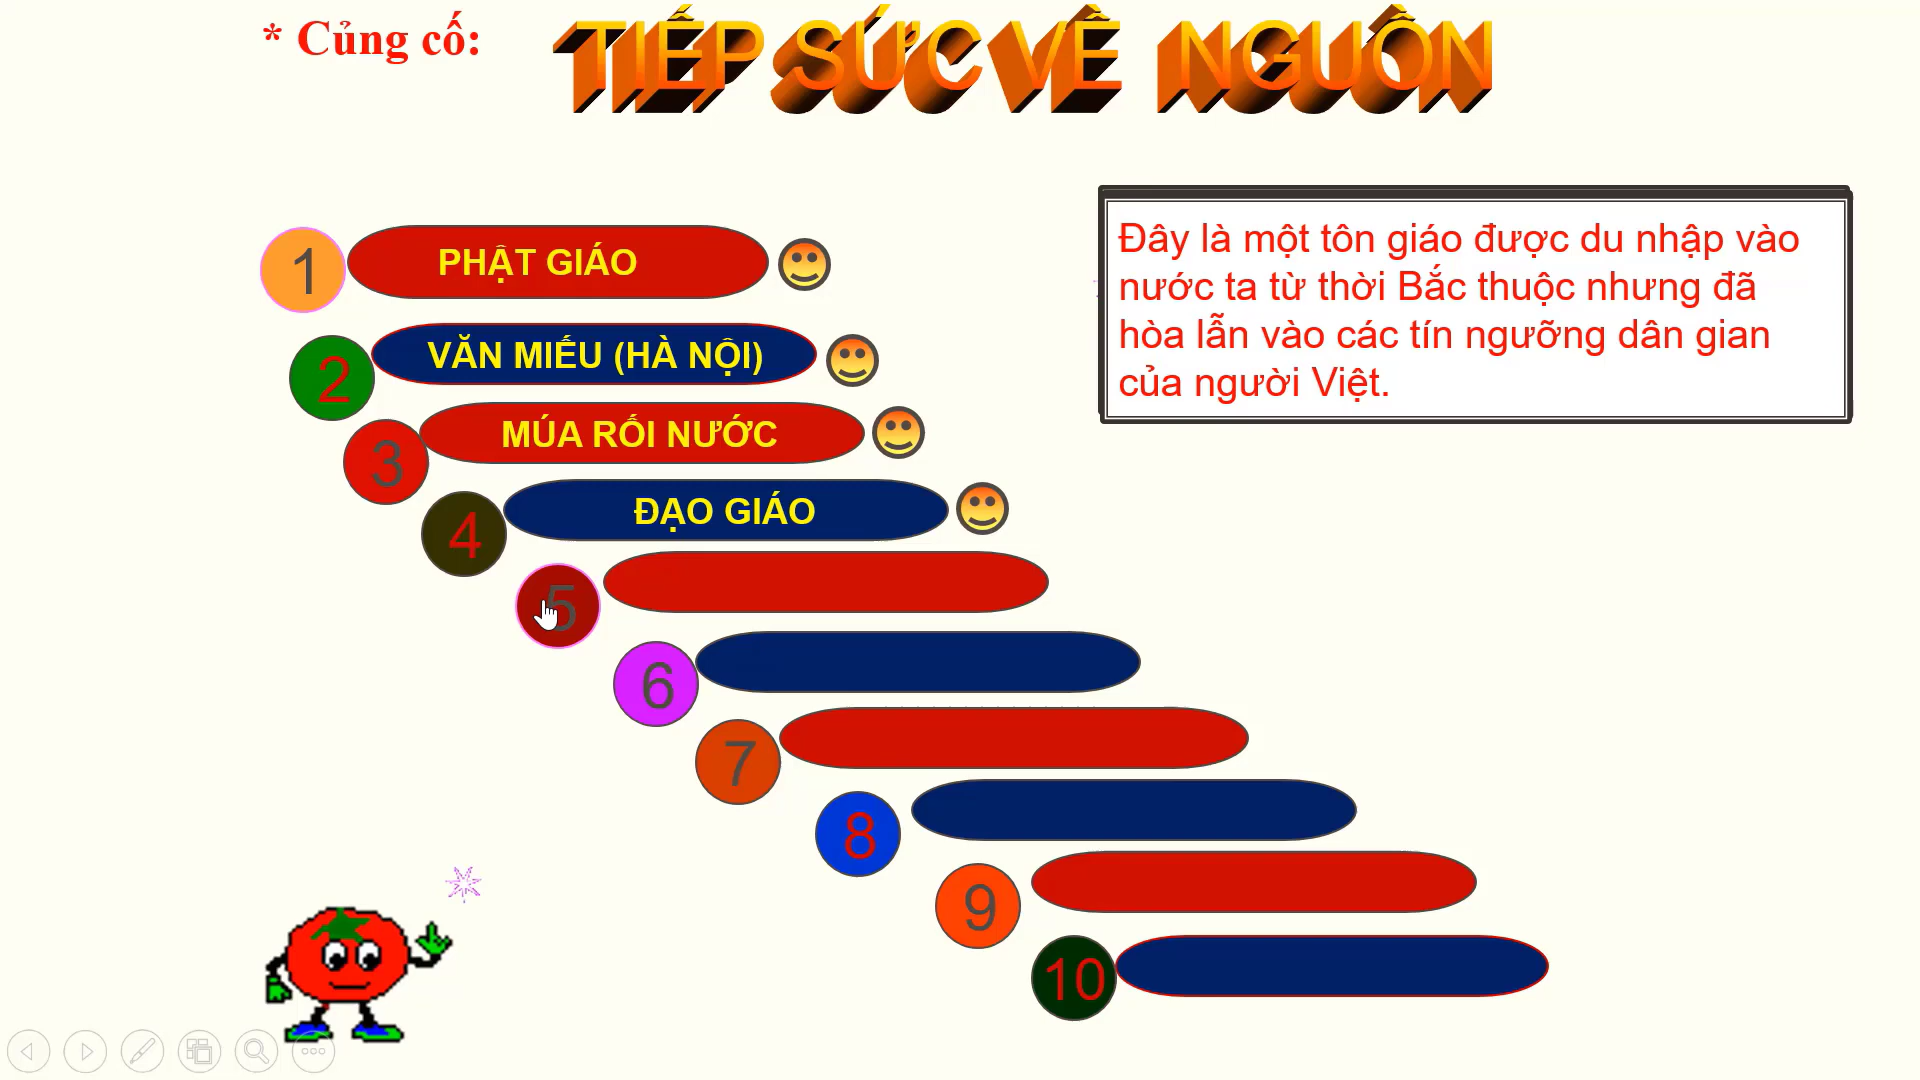 * Củng cố:
TIẾP SỨC VỀ NGUỒN
1
PHẬT GIÁO
Đây là một tôn giáo được du nhập vào
nước ta từ thời Bắc thuộc nhưng đã
hòa lẫn vào các tín ngưỡng dân gian
của người Việt.
2
VĂN MIẾU (HÀ NỘI)
3
MÚA RỐI NƯỚC
4
ĐẠO GIÁO
5
6
7
8
9
10